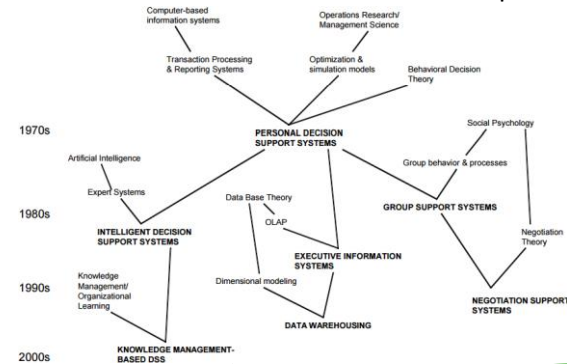 Computer-based
information systems
Operations Research/
Management Science
Transaction Processing
& Reporting Systems
Optimization &
simulation models
Behavioral Decision
Theory
1970s
PERSONAL DECISION
SUPPORT SYSTEMS
Social Psychology
Artificial Intelligence
Group behavior & processes
Expert Systems
Data Base Theory
GROUP SUPPORT SYSTEMS
1980s
OLAP
INTELLIGENT DECISION
SUPPORT SYSTEMS
Negotiation
Theory
EXECUTIVE INFORMATION
SYSTEMS
Knowledge
Management/
Organizational
Learning
Dimensional modeling
1990s
NEGOTIATION SUPPORT
SYSTEMS
DATA WAREHOUSING
KNOWLEDGE MANAGEMENT-
BASED DSS
2000s